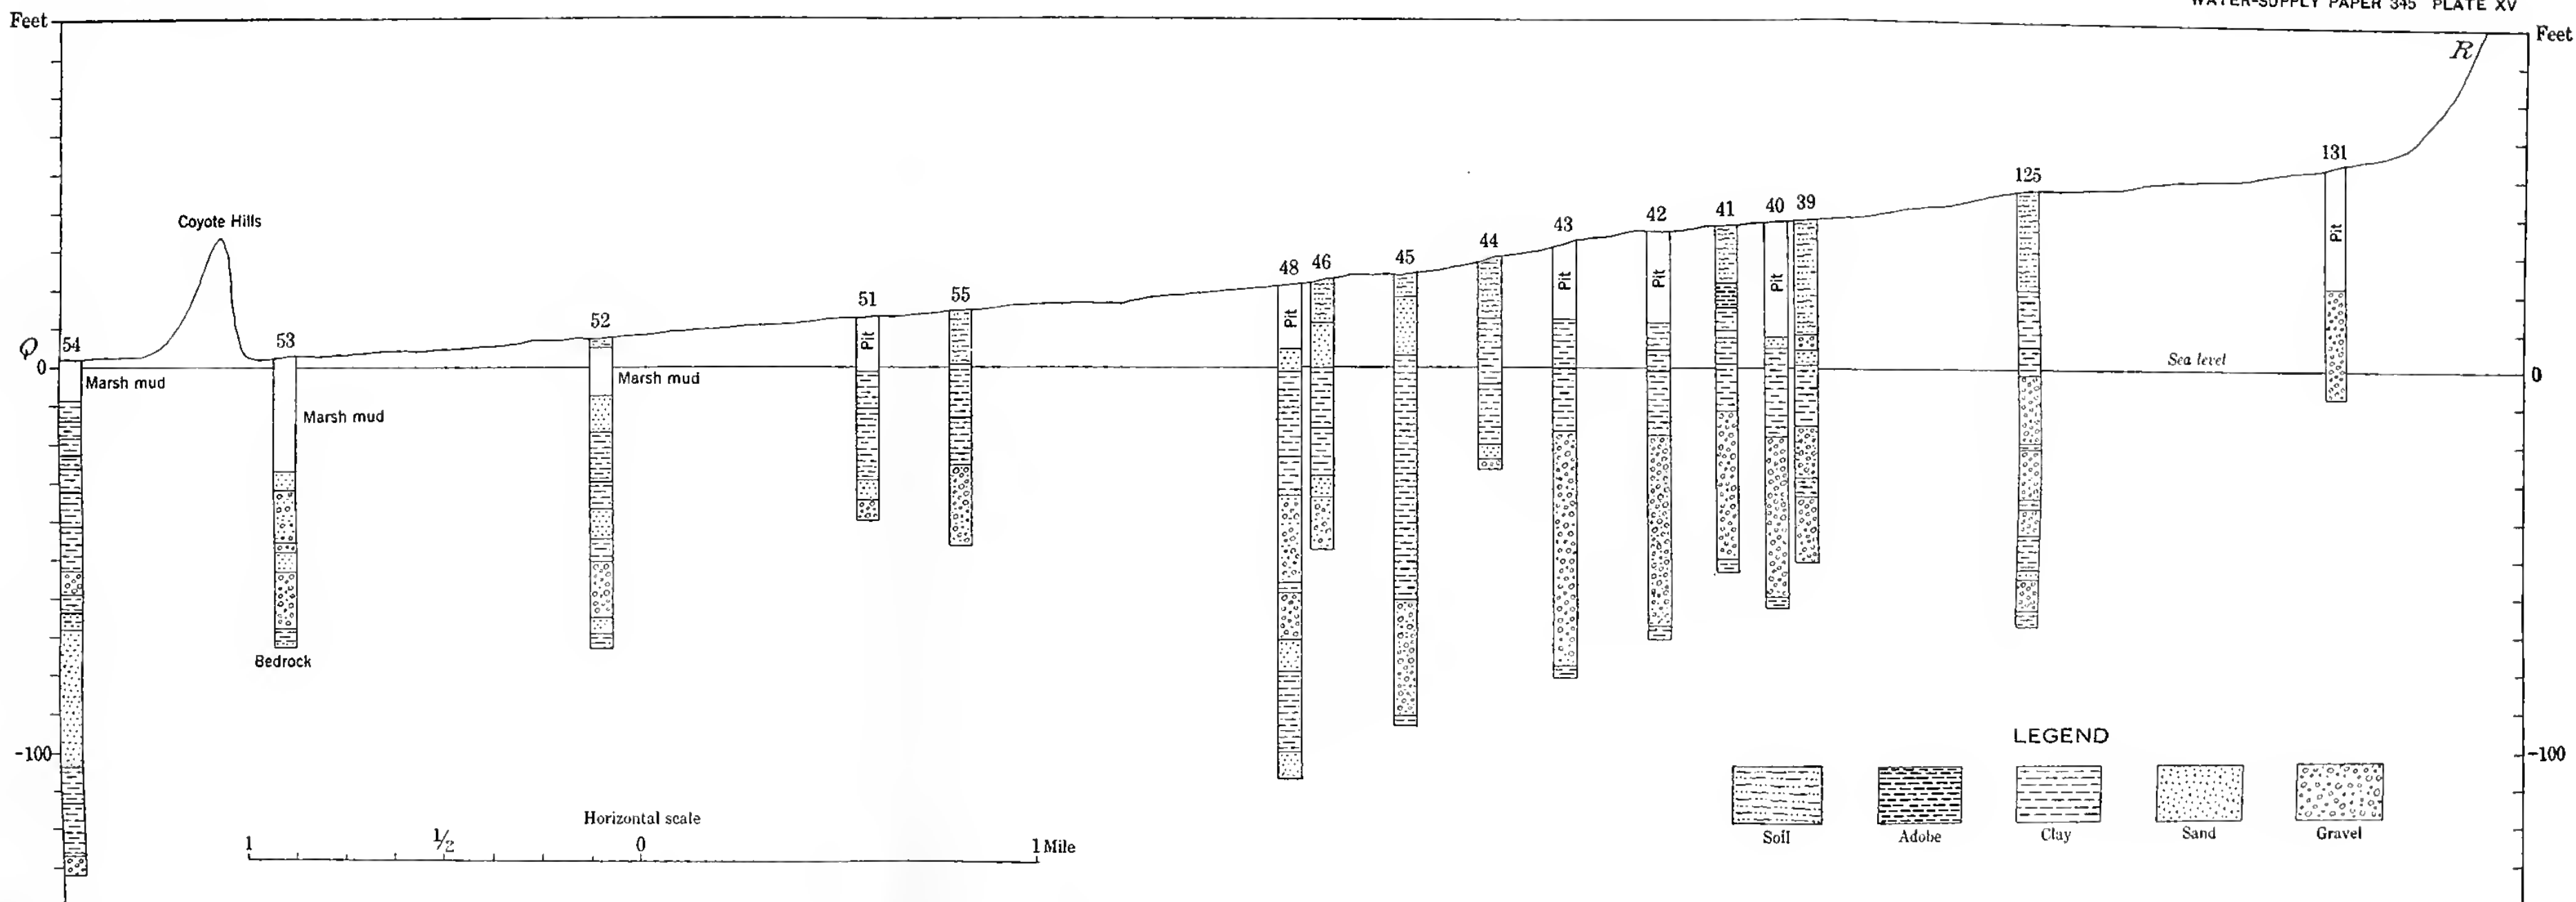 WATER-SUPPLY PAPER 345 PLATE XV
Feet
Feet
R
131
125
Coyote Hills
Pit
43
42
41
40
39
44
48
46
45
Pit
Pit
Pit
51
55
Pit
52
53
Q
54
Pit
0
Marsh mud
Marsh mud
Sea level
0
Marsh mud
Bedrock
LEGEND
-100
-100
Horizontal scale
1
1/2
0
1 Mile
Soil
Adobe
Clay
Sand
Gravel